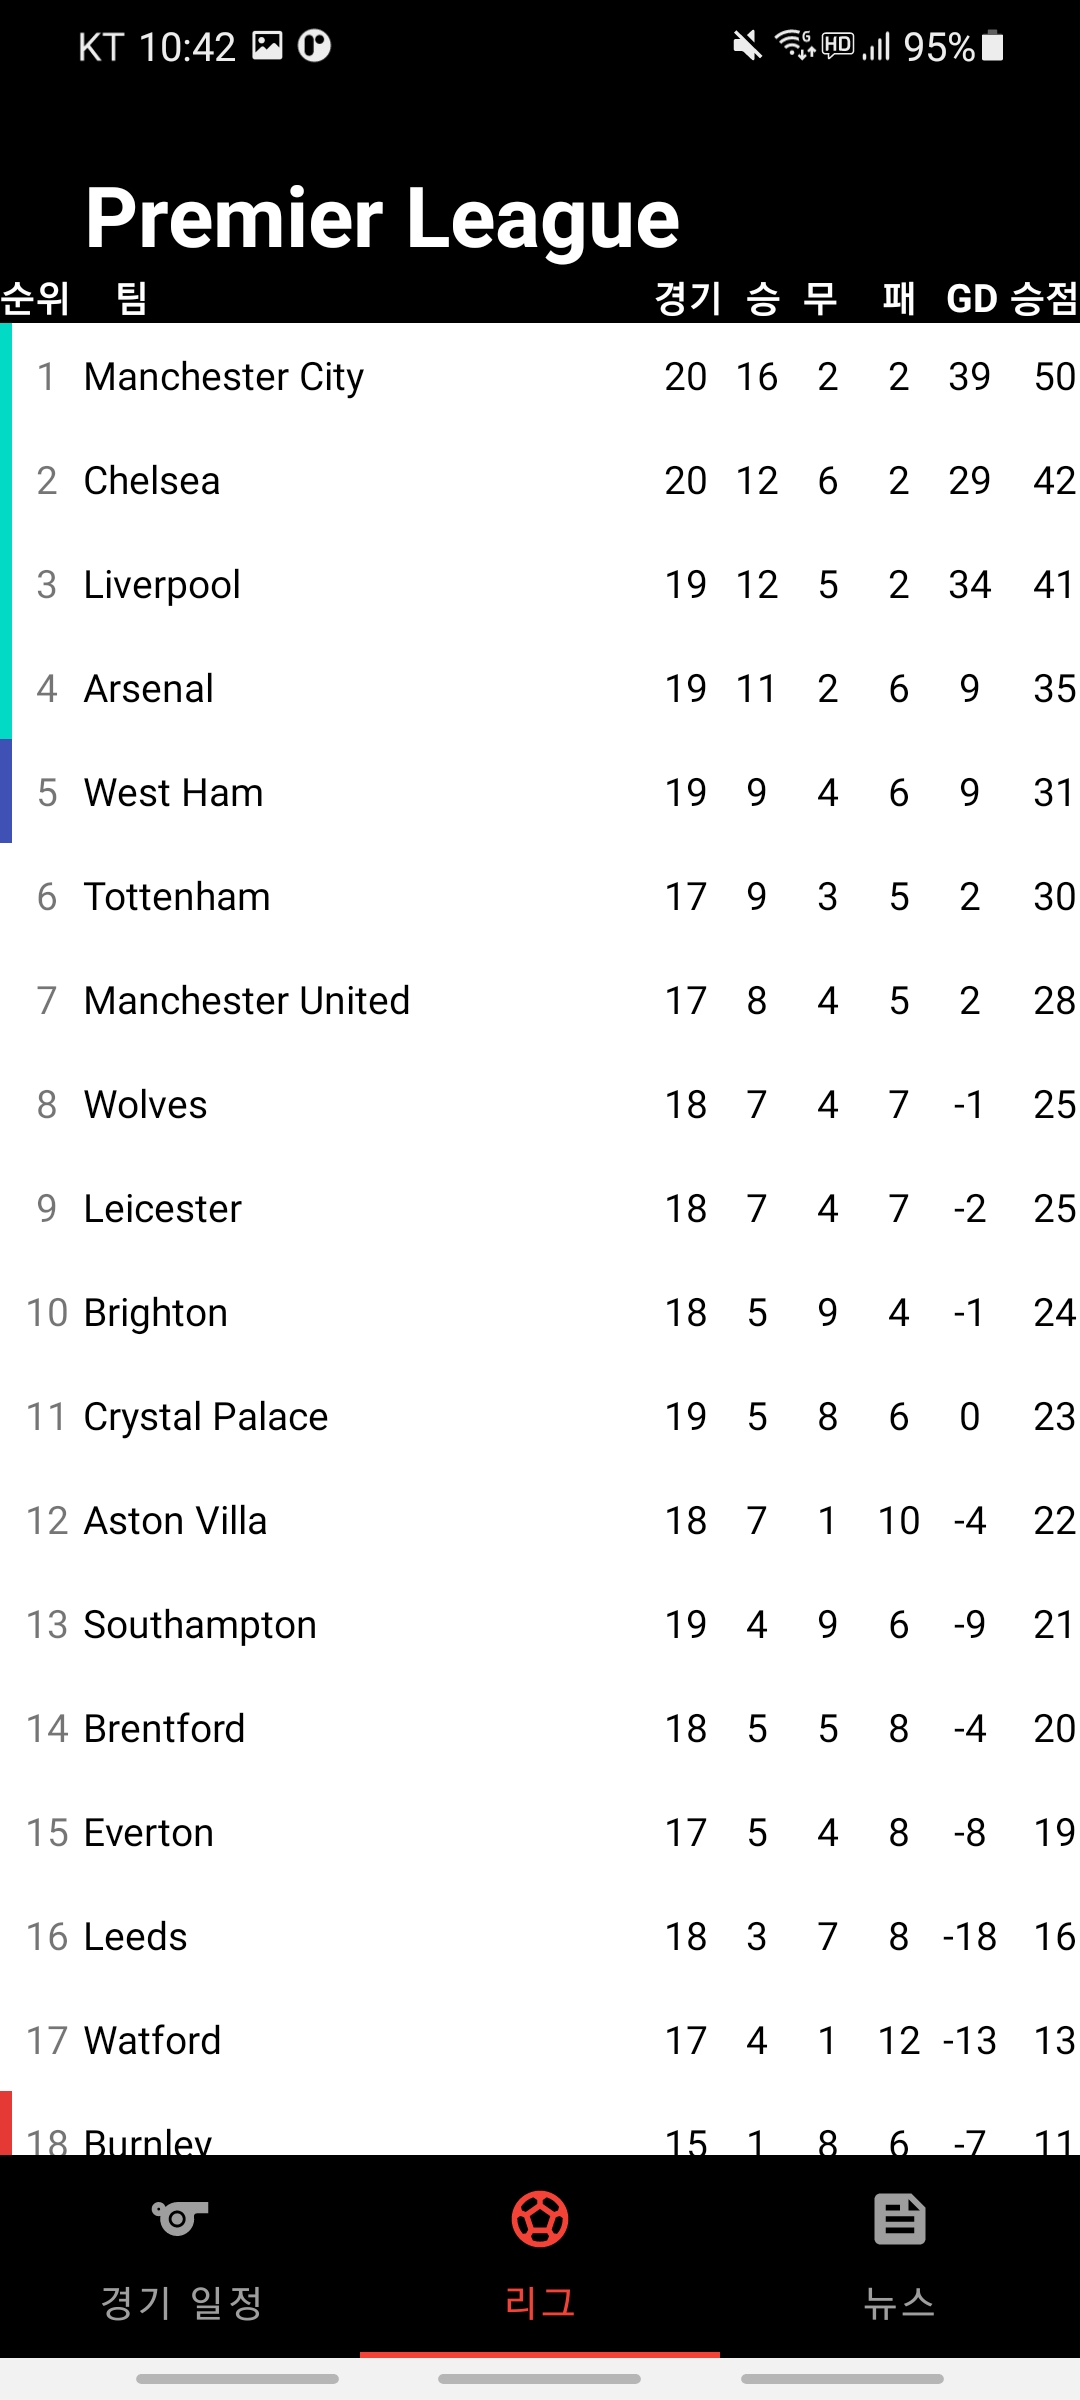 KT 10:42 HD 95%
Premier League
순위 팀 경기 승 무 패 GD 승점
1 Manchester City 20 16 2 2 39 50
2 Chelsea 20 12 6 2 29 42
3 Liverpool 19 12 5 2 34 41
4 Arsenal 19 11 2 6 9 35
5 West Ham 19 9 4 6 9 31
6 Tottenham 17 9 3 5 2 30
7 Manchester United 17 8 4 5 2 28
8 Wolves 18 7 4 7 -1 25
9 Leicester 18 7 4 7 -2 25
10 Brighton 18 5 9 4 -1 24
11 Crystal Palace 19 5 8 6 0 23
12 Aston Villa 18 7 1 10 -4 22
13 Southampton 19 4 9 6 -9 21
14 Brentford 18 5 5 8 -4 20
15 Everton 17 5 4 8 -8 19
16 Leeds 18 3 7 8 -18 16
17 Watford 17 4 1 12 -13 13
18 Burnley 15 1 8 6 -7 11
경기 일정 리그 뉴스